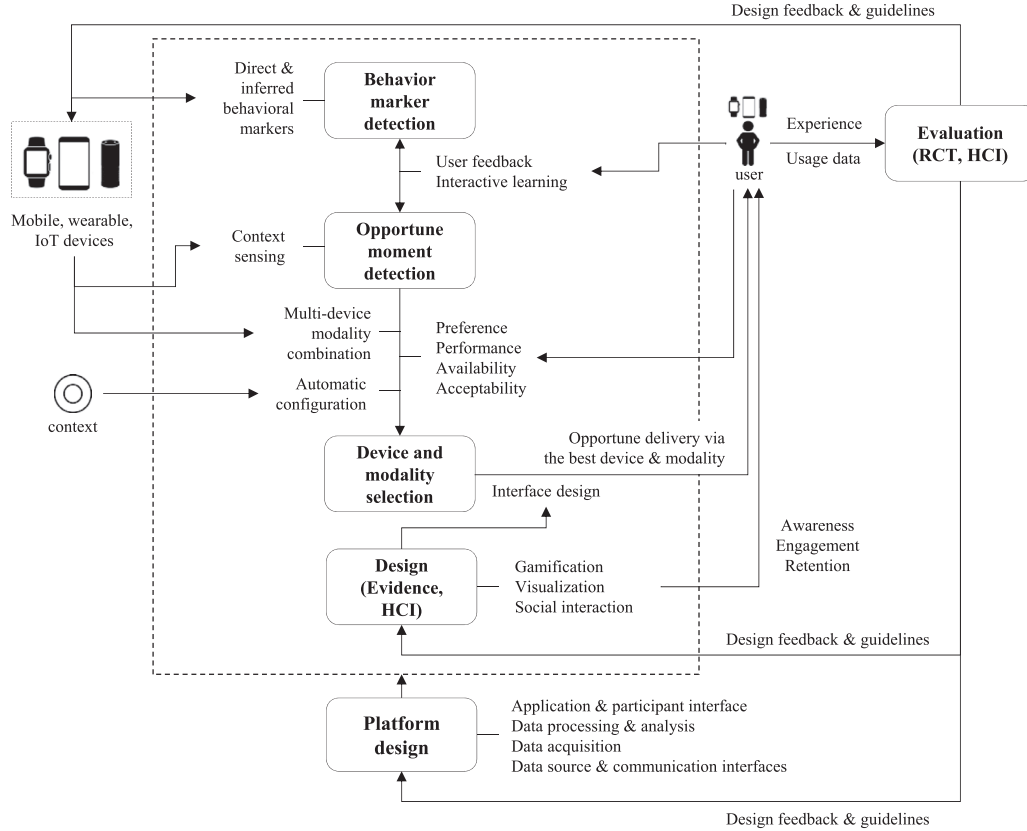 Design feedback & guidelines
Direct &
inferred
behavioral
markers
Behavior
marker
detection
Experience
Usage data
Evaluation
(RCT, HCI)
User feedback
Interactive learning
user
Mobile, wearable,
IoT devices
Context
sensing
Opportune
moment
detection
Multi-device
modality
combination
Preference
Performance
Availability
Acceptability
Automatic
configuration
context
Device and
modality
selection
Opportune delivery via
the best device & modality
Interface design
Awareness
Engagement
Retention
Design
(Evidence,
HCI)
Gamification
Visualization
Social interaction
Design feedback & guidelines
Platform
design
Application & participant interface
Data processing & analysis
Data acquisition
Data source & communication interfaces
Design feedback & guidelines